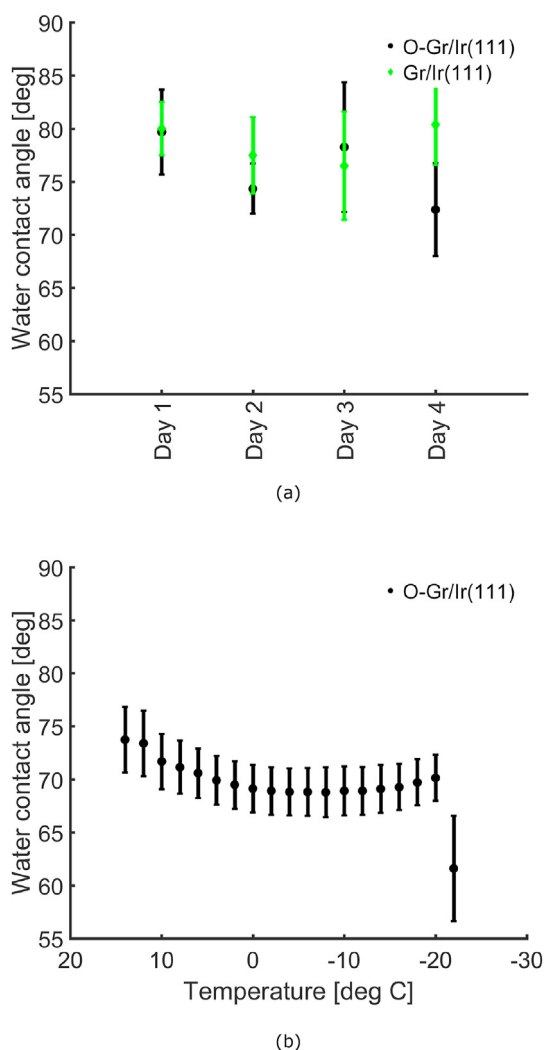 90
85
80
75
70
65
60
55
Water contact angle [deg]
O-Gr/Ir(111)
Gr/Ir(111)
Day 1
Day 2
Day 3
Day 4
(a)
90
85
80
75
70
65
60
55
Water contact angle [deg]
O-Gr/Ir(111)
20 10 0 -10 -20 -30
Temperature [deg C]
(b)